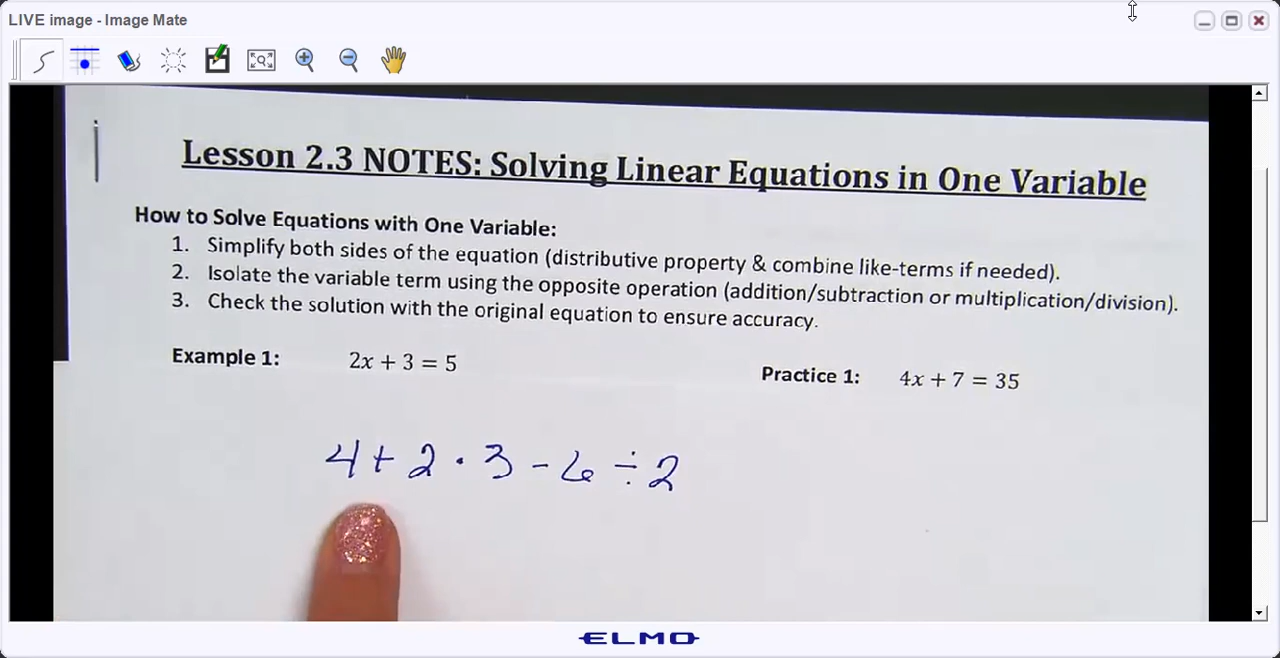 LIVE image - Image Mate
Lesson 2.3 NOTES: Solving Linear Equations in One Variable
How to Solve Equations with One Variable:
1. Simplify both sides of the equation (distributive property & combine like-terms if needed).
2. Isolate the variable term using the opposite operation (addition/subtraction or multiplication/division).
3. Check the solution with the original equation to ensure accuracy.
Example 1: 2x + 3 = 5
Practice 1: 4x + 7 = 35
4 + 2 · 3 - 6 ÷ 2
ELMO